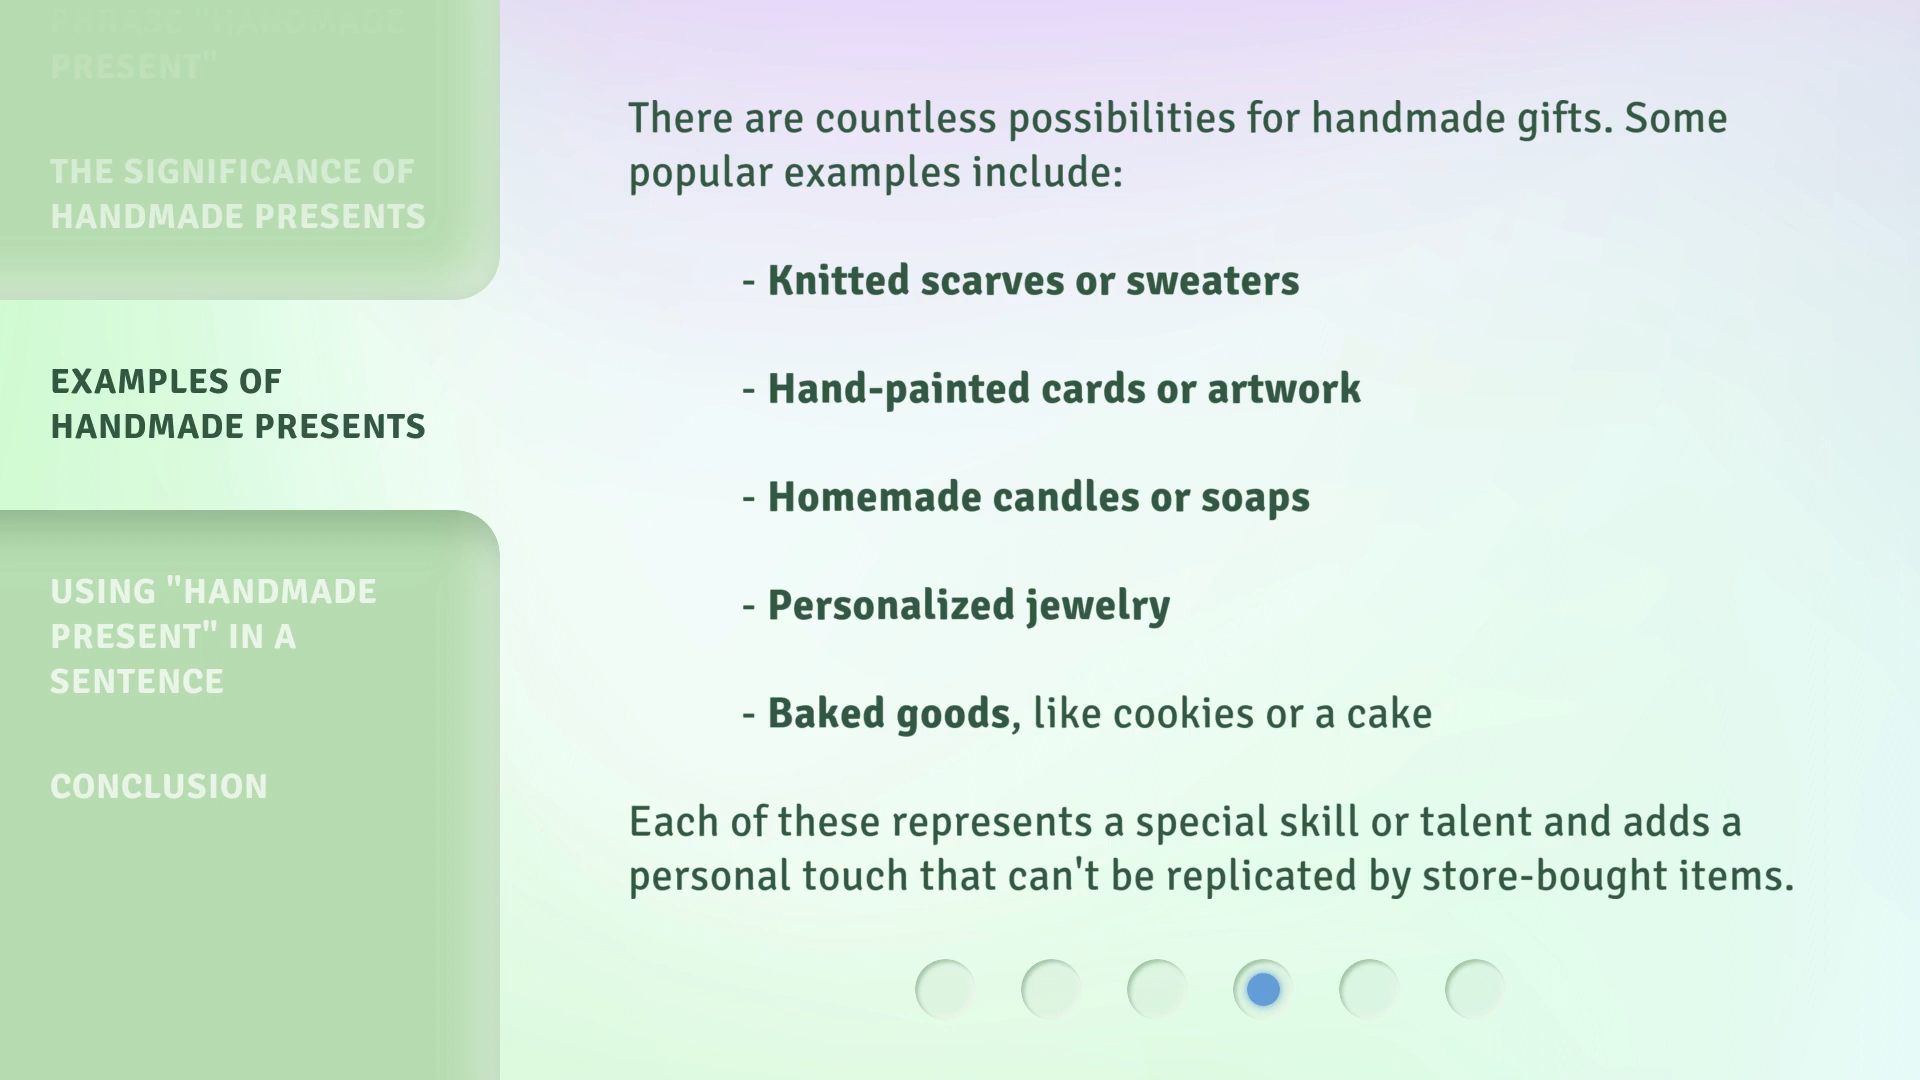 PHRASE "HANDMADE
PRESENT"
THE SIGNIFICANCE OF
HANDMADE PRESENTS
EXAMPLES OF
HANDMADE PRESENTS
USING "HANDMADE
PRESENT" IN A
SENTENCE
CONCLUSION
There are countless possibilities for handmade gifts. Some
popular examples include:
- Knitted scarves or sweaters
- Hand-painted cards or artwork
- Homemade candles or soaps
- Personalized jewelry
- Baked goods, like cookies or a cake
Each of these represents a special skill or talent and adds a
personal touch that can't be replicated by store-bought items.